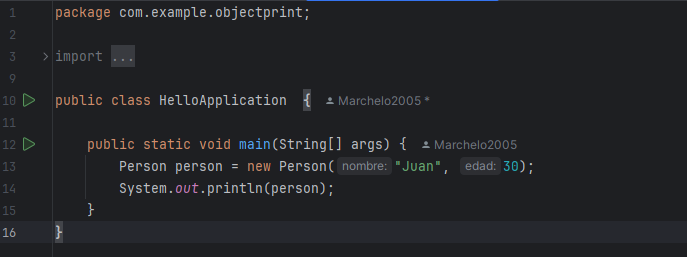 1 package com.example.objectprint;
2
3 import ...
9
10 public class HelloApplication { Marchelo2005 *
11
12 public static void main(String[] args) { Marchelo2005
13 Person person = new Person( nombre: "Juan", edad: 30);
14 System.out.println(person);
15 }
16 }